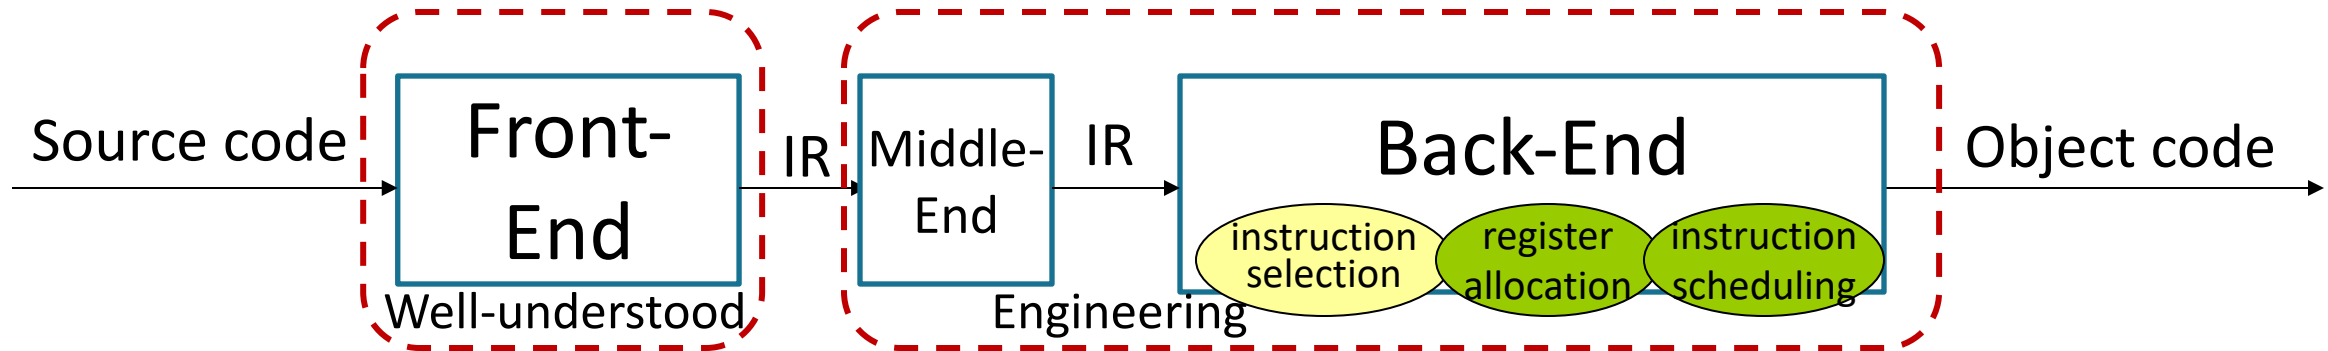 Source code
Front-
End
Well-understood
IR
Middle-
End
IR
Engineering
Back-End
instruction
selection
register
allocation
instruction
scheduling
Object code